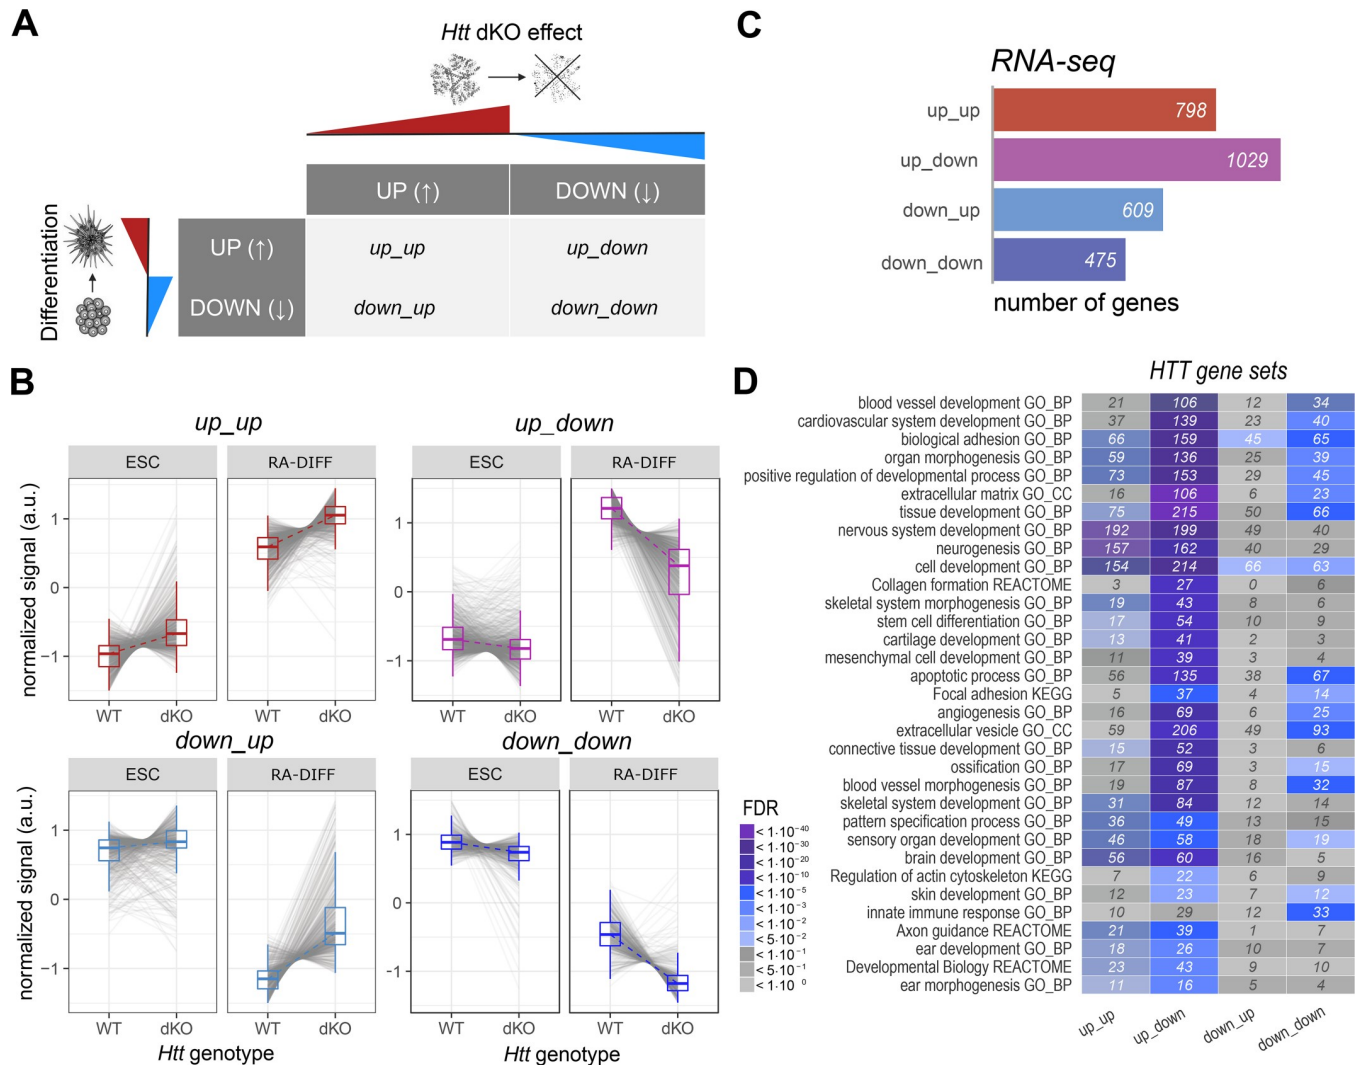 A
Htt dKO effect
UP (↑)
DOWN (↓)
Differentiation
UP (↑)
up_up
up_down
DOWN (↓)
down_up
down_down
B
up_up
up_down
ESC
RA-DIFF
ESC
RA-DIFF
normalized signal (a.u.)
1
0
−1
1
0
−1
WT
dKO
WT
dKO
WT
dKO
WT
dKO
down_up
down_down
ESC
RA-DIFF
ESC
RA-DIFF
normalized signal (a.u.)
1
0
−1
1
0
−1
WT
dKO
WT
dKO
WT
dKO
WT
dKO
Htt genotype
Htt genotype
C
RNA-seq
up_up 798
up_down 1029
down_up 609
down_down 475
number of genes
D
HTT gene sets
blood vessel development GO_BP 21 106 12 34
cardiovascular system development GO_BP 37 139 23 40
biological adhesion GO_BP 66 159 45 65
organ morphogenesis GO_BP 59 136 25 39
positive regulation of developmental process GO_BP 73 153 29 45
extracellular matrix GO_CC 16 106 6 23
tissue development GO_BP 75 215 50 66
nervous system development GO_BP 192 199 49 40
neurogenesis GO_BP 157 162 40 29
cell development GO_BP 154 214 66 63
Collagen formation REACTOME 3 27 0 6
skeletal system morphogenesis GO_BP 19 43 8 6
stem cell differentiation GO_BP 17 54 10 9
cartilage development GO_BP 13 41 2 3
mesenchymal cell development GO_BP 11 39 3 4
apoptotic process GO_BP 56 135 38 67
Focal adhesion KEGG 5 37 4 14
angiogenesis GO_BP 16 69 6 25
extracellular vesicle GO_CC 59 206 49 93
connective tissue development GO_BP 15 52 3 6
ossification GO_BP 17 69 3 15
blood vessel morphogenesis GO_BP 19 87 8 32
skeletal system development GO_BP 31 84 12 14
pattern specification process GO_BP 36 49 13 15
sensory organ development GO_BP 46 58 18 19
brain development GO_BP 56 60 16 5
Regulation of actin cytoskeleton KEGG 7 22 6 9
skin development GO_BP 12 23 7 12
innate immune response GO_BP 10 29 12 33
Axon guidance REACTOME 21 39 1 7
ear development GO_BP 18 26 10 7
Developmental Biology REACTOME 23 43 9 10
ear morphogenesis GO_BP 11 16 5 4
up_up
up_down
down_up
down_down
FDR
< 1·10⁻⁴⁰
< 1·10⁻³⁰
< 1·10⁻²⁰
< 1·10⁻¹⁰
< 1·10⁻⁵
< 1·10⁻³
< 1·10⁻²
< 5·10⁻²
< 1·10⁻¹
< 5·10⁻¹
< 1·10⁰